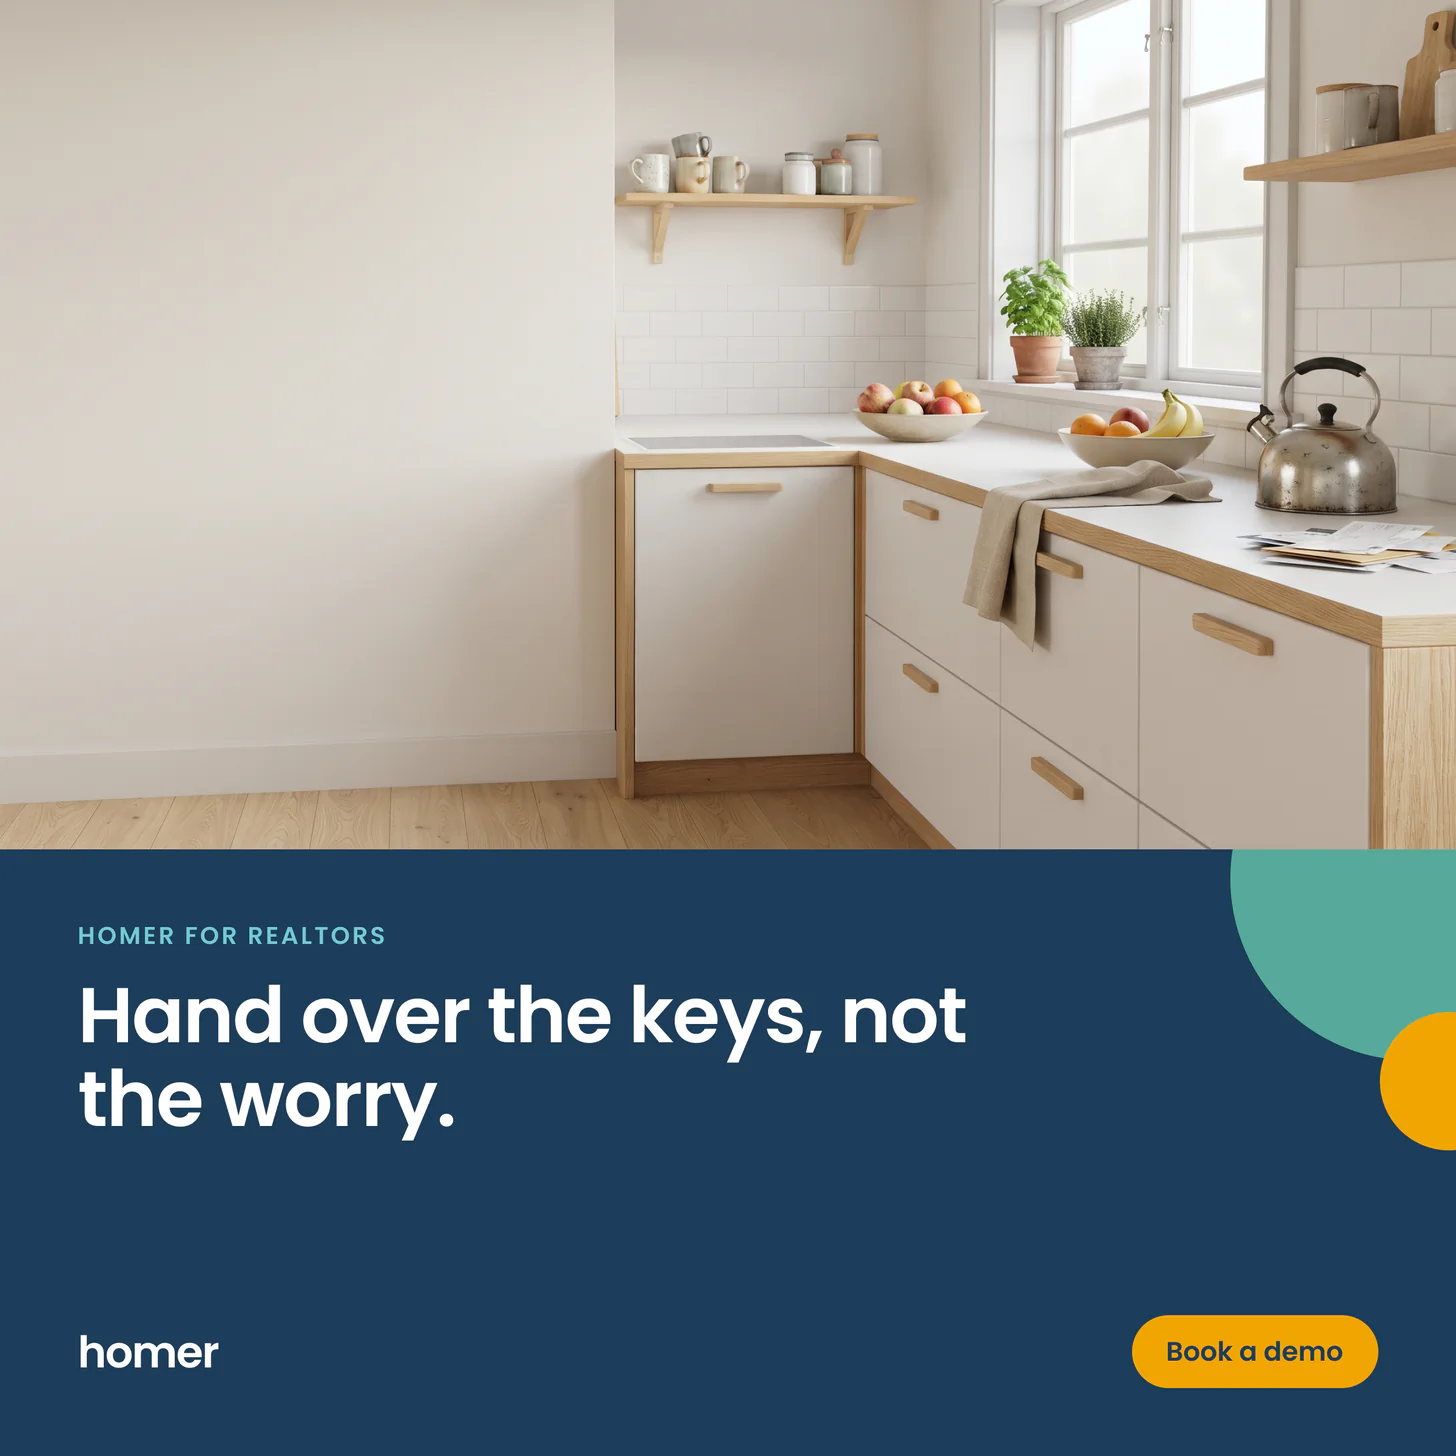 HOMER FOR REALTORS
Hand over the keys, not
the worry.
homer
Book a demo